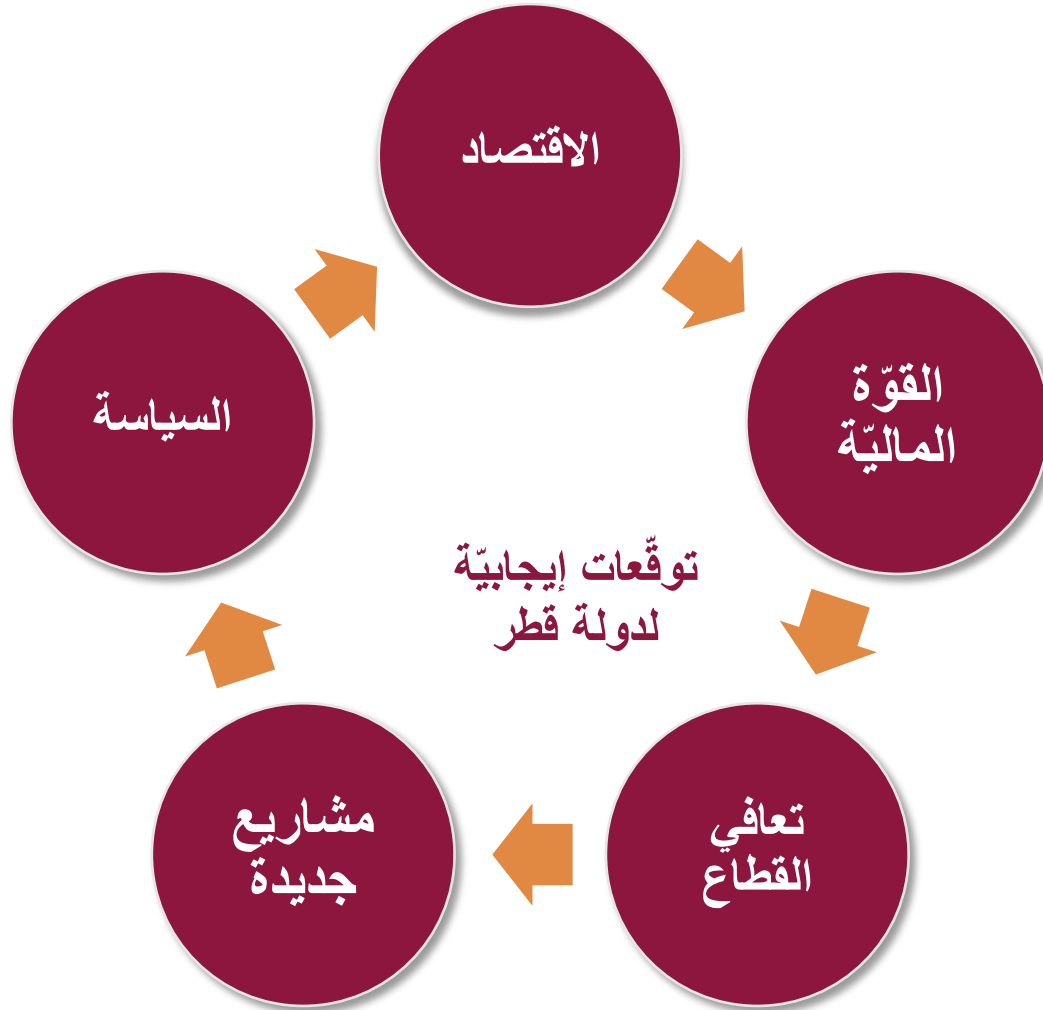 الاقتصاد
القوّة
الماليّة
تعافي
القطاع
مشاريع
جديدة
السياسة
توقّعات إيجابيّة
لدولة قطر